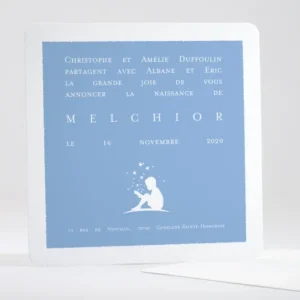 Christophe et Amélie Duffoulin
partagent avec Albane et Éric
la grande joie de vous
annoncer la naissance de
MELCHIOR
le 16 novembre 2020